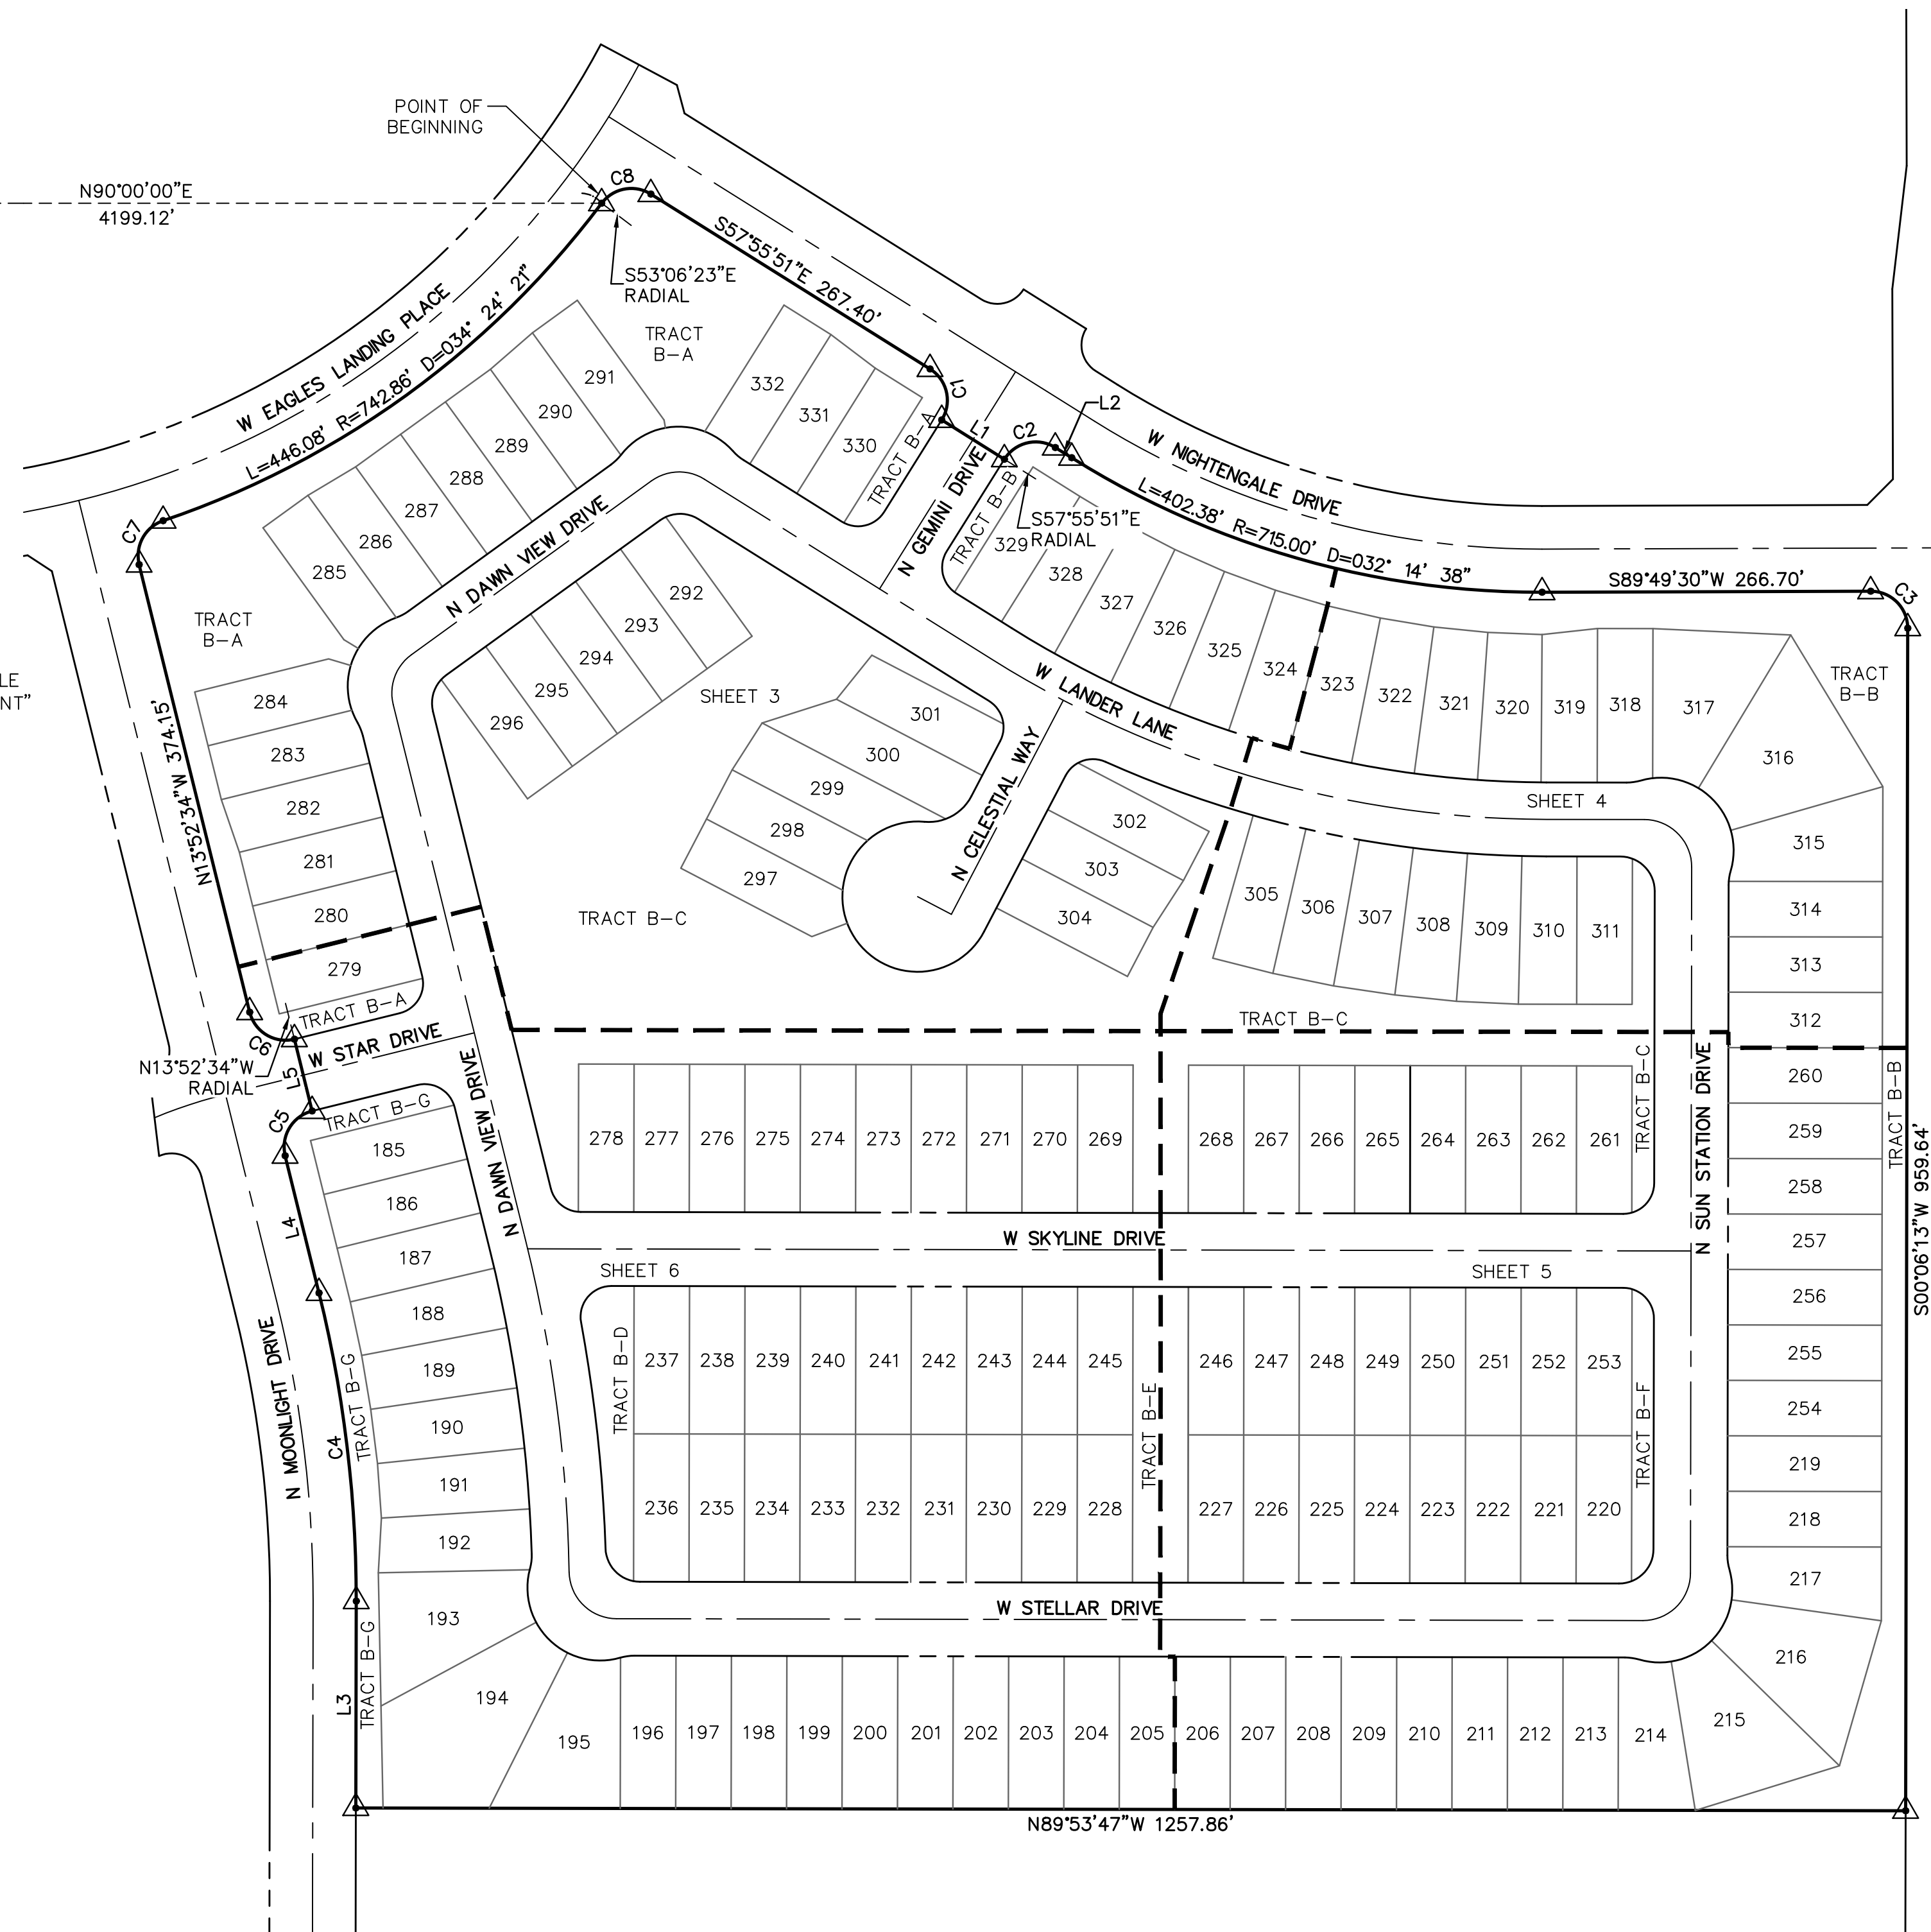 POINT OF
BEGINNING
N90°00'00"E
4199.12'
C8
S53°06'23"E
RADIAL
S57°55'51"E 267.40'
W EAGLES LANDING PLACE
L=446.08' R=742.86' D=034° 24' 21"
TRACT
B-A
C1
L1
C2
L2
W NIGHTENGALE DRIVE
L=402.38' R=715.00' D=032° 14' 38"
S57°55'51"E
RADIAL
S89°49'30"W 266.70'
C3
C7
TRACT
B-A
TRACT B-A
N GEMINI DRIVE
TRACT B-B
332
331
330
291
290
289
288
287
286
285
N DAWN VIEW DRIVE
292
293
294
295
296
329
328
327
326
325
324
323
322
321
320
319
318
317
316
TRACT
B-B
LE
NT"
N13°52'34"W 374.15'
284
283
282
281
280
279
TRACT B-A
SHEET 3
301
300
299
298
297
TRACT B-C
N CELESTIAL WAY
W LANDER LANE
302
303
304
SHEET 4
305
306
307
308
309
310
311
315
314
313
312
TRACT B-C
C6
N13°52'34"W
RADIAL
W STAR DRIVE
L5
C5
TRACT B-G
N DAWN VIEW DRIVE
278
277
276
275
274
273
272
271
270
269
268
267
266
265
264
263
262
261
TRACT B-C
N SUN STATION DRIVE
260
259
258
257
256
255
254
219
218
217
216
215
TRACT B-B
S00°06'13"W 959.64'
L4
185
186
187
188
189
190
191
192
193
194
195
W SKYLINE DRIVE
SHEET 6
SHEET 5
N MOONLIGHT DRIVE
C4
TRACT B-G
TRACT B-D
237
238
239
240
241
242
243
244
245
TRACT B-E
246
247
248
249
250
251
252
253
TRACT B-F
236
235
234
233
232
231
230
229
228
227
226
225
224
223
222
221
220
W STELLAR DRIVE
L3
TRACT B-G
196
197
198
199
200
201
202
203
204
205
206
207
208
209
210
211
212
213
214
N89°53'47"W 1257.86'